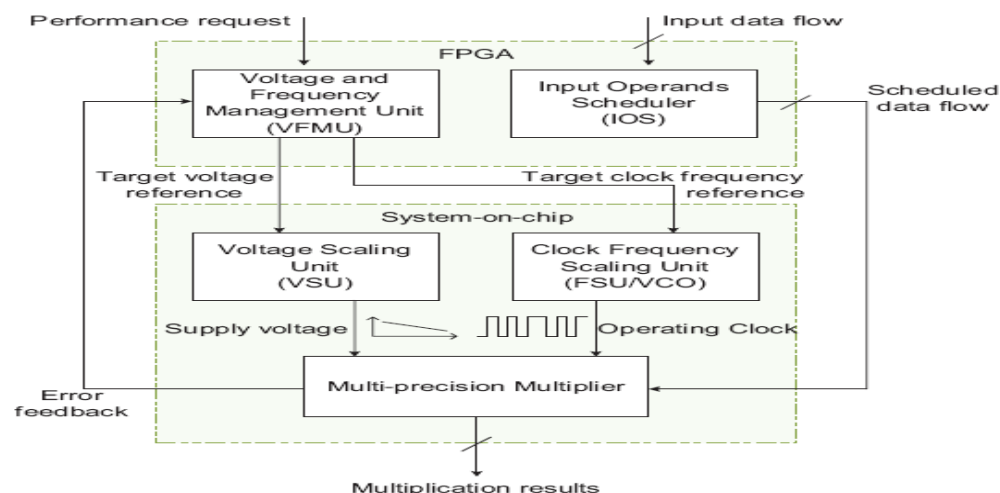 Performance request
Input data flow
FPGA
Voltage and
Frequency
Management Unit
(VFMU)
Input Operands
Scheduler
(IOS)
Scheduled
data flow
Target voltage
reference
Target clock frequency
reference
System-on-chip
Voltage Scaling
Unit
(VSU)
Clock Frequency
Scaling Unit
(FSU/VCO)
Supply voltage
Operating Clock
Multi-precision Multiplier
Error
feedback
Multiplication results